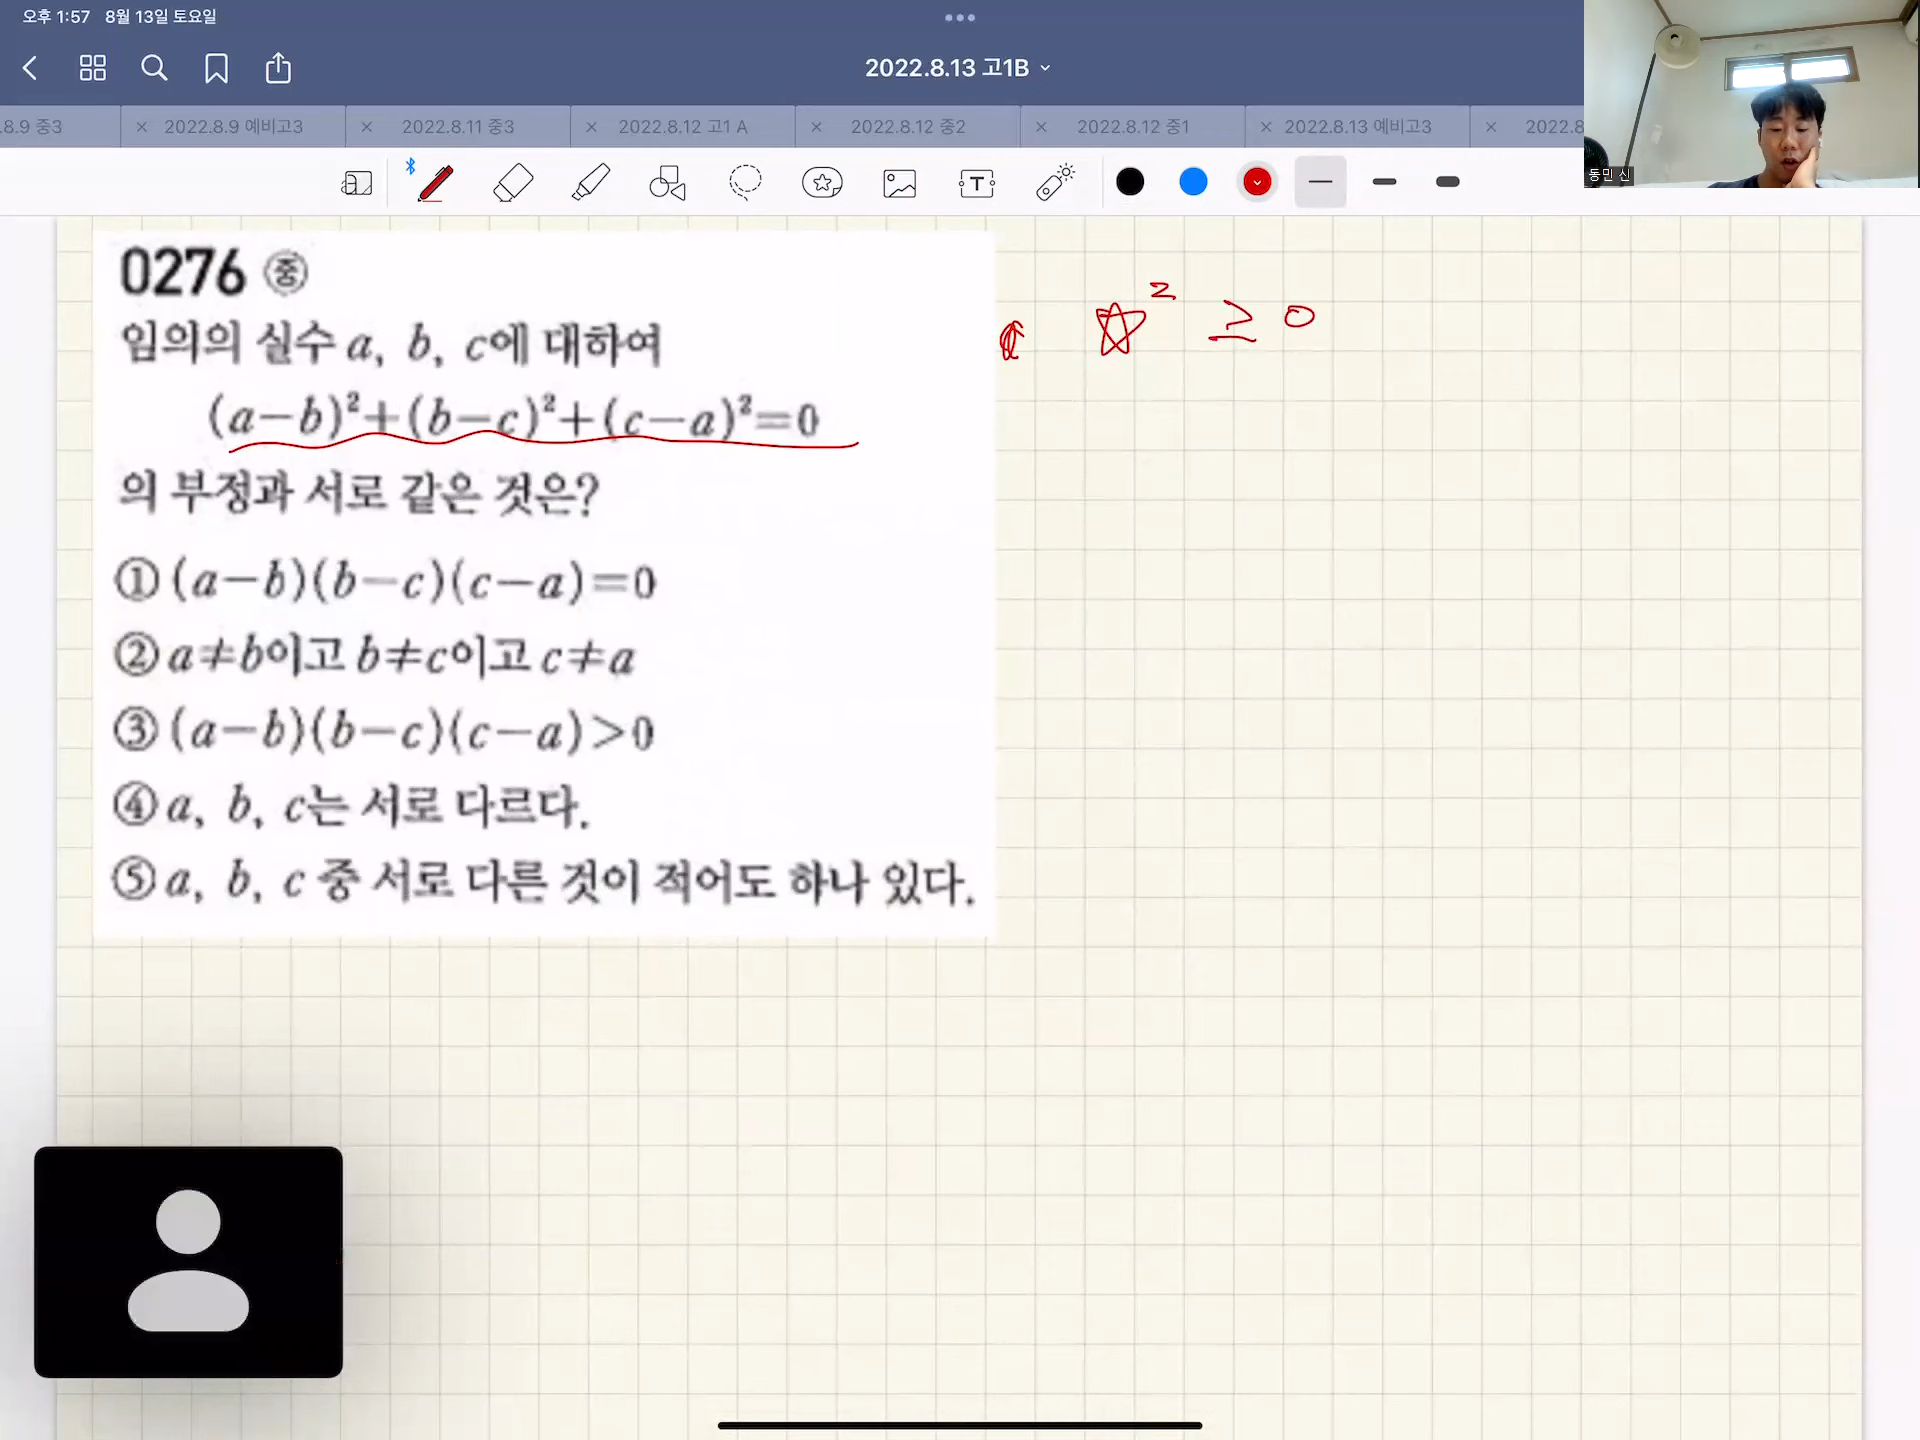 오후 1:57 8월 13일 토요일
2022.8.13 고1B
8.9 중3
2022.8.9 예비고3
2022.8.11 중3
2022.8.12 고1 A
2022.8.12 중2
2022.8.12 중1
2022.8.13 예비고3
2022.8
동민 신
0276 중
임의의 실수 a, b, c에 대하여
(a−b)²+(b−c)²+(c−a)²=0
의 부정과 서로 같은 것은?
① (a−b)(b−c)(c−a)=0
② a≠b이고 b≠c이고 c≠a
③ (a−b)(b−c)(c−a)>0
④ a, b, c는 서로 다르다.
⑤ a, b, c 중 서로 다른 것이 적어도 하나 있다.
☆² ≥ 0